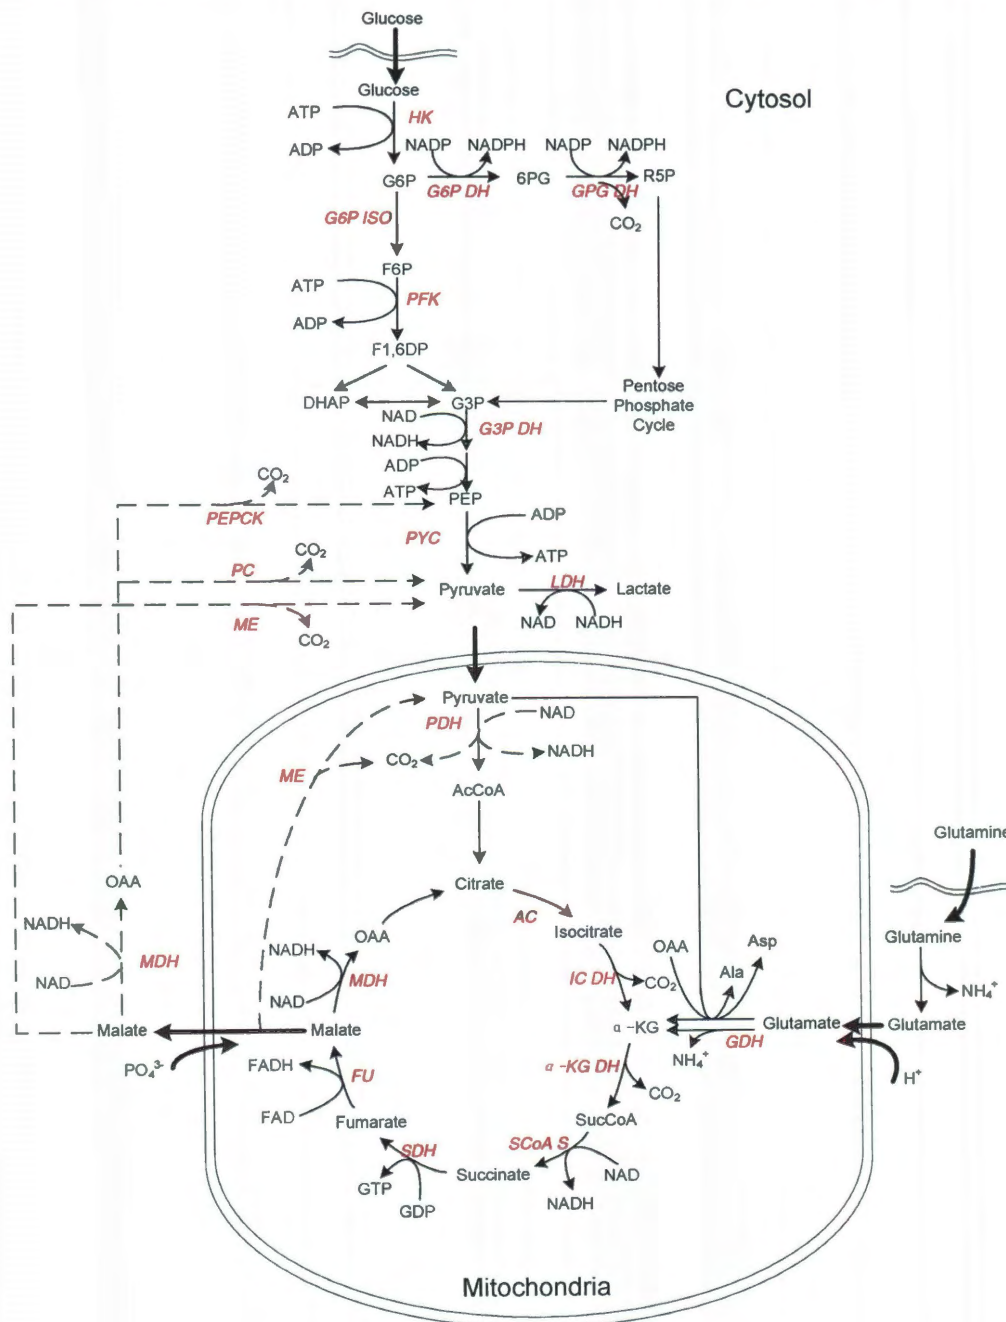 Glucose
Cytosol
Glucose
ATP
HK
ADP
NADP
NADPH
NADP
NADPH
G6P
G6P DH
6PG
GPG DH
R5P
CO₂
G6P ISO
F6P
ATP
PFK
ADP
F1,6DP
DHAP
G3P
Pentose
Phosphate
Cycle
NAD
NADH
G3P DH
ADP
ATP
PEP
CO₂
PEPCK
PYC
ADP
ATP
PC
CO₂
Pyruvate
LDH
Lactate
NAD
NADH
ME
CO₂
Pyruvate
PDH
NAD
NADH
CO₂
ME
AcCoA
Glutamine
Citrate
OAA
AC
Isocitrate
NADH
MDH
NAD
NADH
OAA
MDH
NAD
IC DH
CO₂
OAA
Asp
Ala
Glutamine
NH₄⁺
Malate
Malate
α-KG
GDH
NH₄⁺
Glutamate
Glutamate
H⁺
PO₄³⁻
FADH
FU
FAD
Fumarate
α-KG DH
CO₂
SucCoA
SDH
GTP
GDP
Succinate
SCoA S
NADH
NAD
Mitochondria